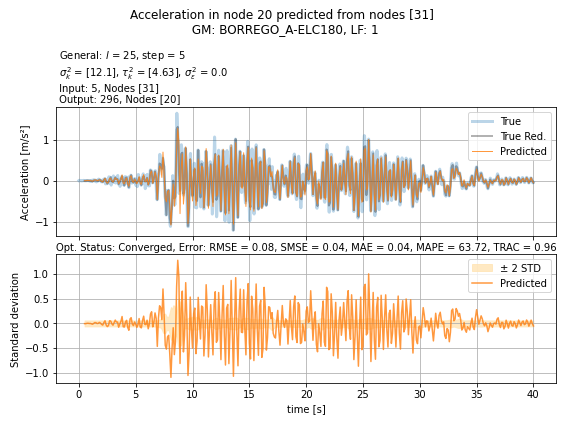 Acceleration in node 20 predicted from nodes [31]
GM: BORREGO_A-ELC180, LF: 1
General: l = 25, step = 5
σ²ₖ = [12.1], τ²ₖ = [4.63], σ²ε = 0.0
Input: 5, Nodes [31]
Output: 296, Nodes [20]
Acceleration [m/s²]
1
0
−1
True
True Red.
Predicted
Opt. Status: Converged, Error: RMSE = 0.08, SMSE = 0.04, MAE = 0.04, MAPE = 63.72, TRAC = 0.96
Standard deviation
1.0
0.5
0.0
−0.5
−1.0
± 2 STD
Predicted
0 5 10 15 20 25 30 35 40
time [s]